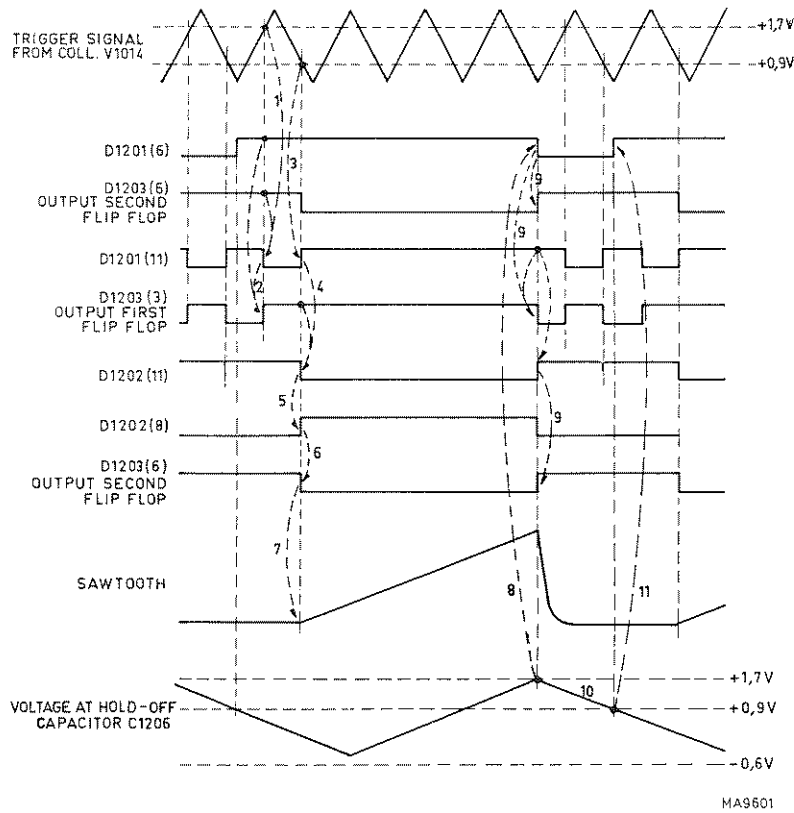 TRIGGER SIGNAL
FROM COLL. V1014
+1,7V
+0,9V
1
3
D1201(6)
D1203(6)
OUTPUT SECOND
FLIP FLOP
9
9
D1201(11)
2
4
D1203(3)
OUTPUT FIRST
FLIP FLOP
D1202(11)
5
D1202(8)
9
6
D1203(6)
OUTPUT SECOND
FLIP FLOP
7
SAWTOOTH
8
11
+1,7V
10
VOLTAGE AT HOLD-OFF
CAPACITOR C1206
+0,9V
-0,6V
MA9601